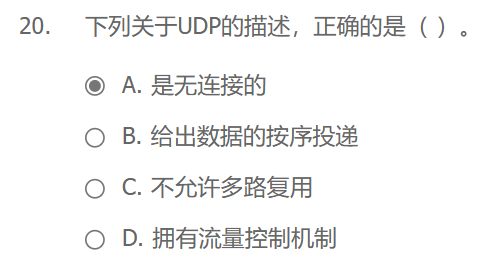 20. 下列关于UDP的描述，正确的是（ ）。
A. 是无连接的
B. 给出数据的按序投递
C. 不允许多路复用
D. 拥有流量控制机制